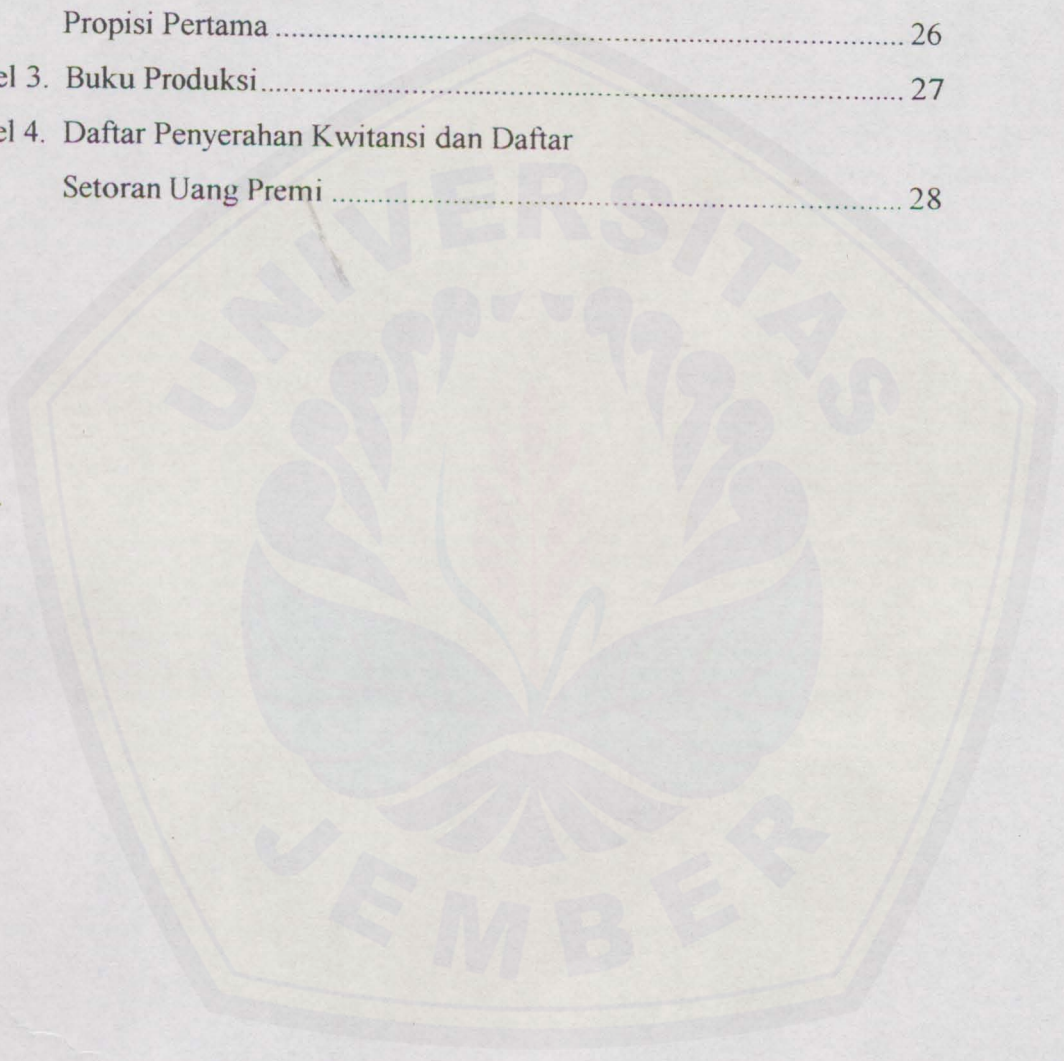 Propisi Pertama ........................................................................ 26
el 3. Buku Produksi ........................................................................ 27
el 4. Daftar Penyerahan Kwitansi dan Daftar
Setoran Uang Premi ........................................................................ 28
UNIVERSITAS
JEMBER